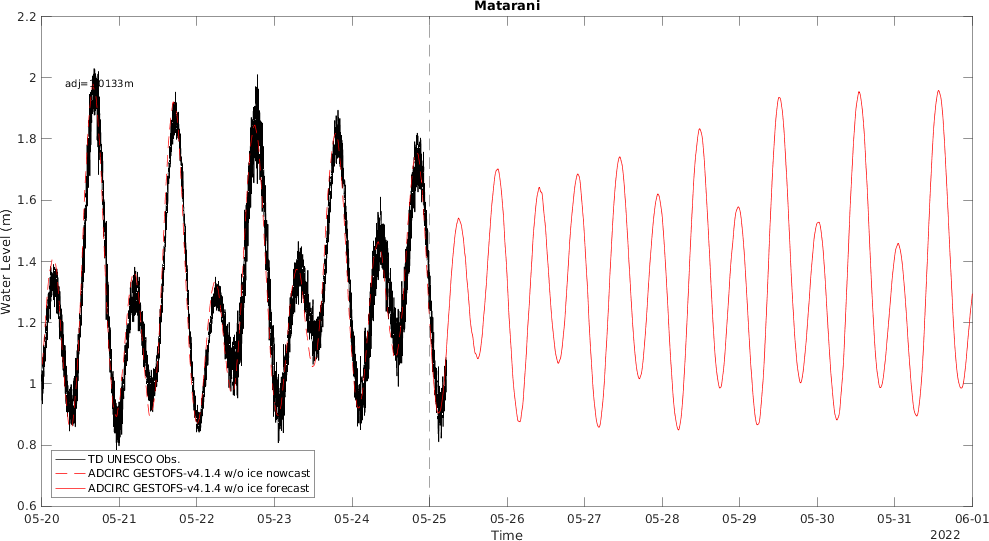 Matarani
2.2
2
1.8
1.6
1.4
1.2
1
0.8
0.6
Water Level (m)
TD UNESCO Obs.
ADCIRC GESTOFS-v4.1.4 w/o ice nowcast
ADCIRC GESTOFS-v4.1.4 w/o ice forecast
05-20 05-21 05-22 05-23 05-24 05-25 05-26 05-27 05-28 05-29 05-30 05-31 06-01
Time
2022